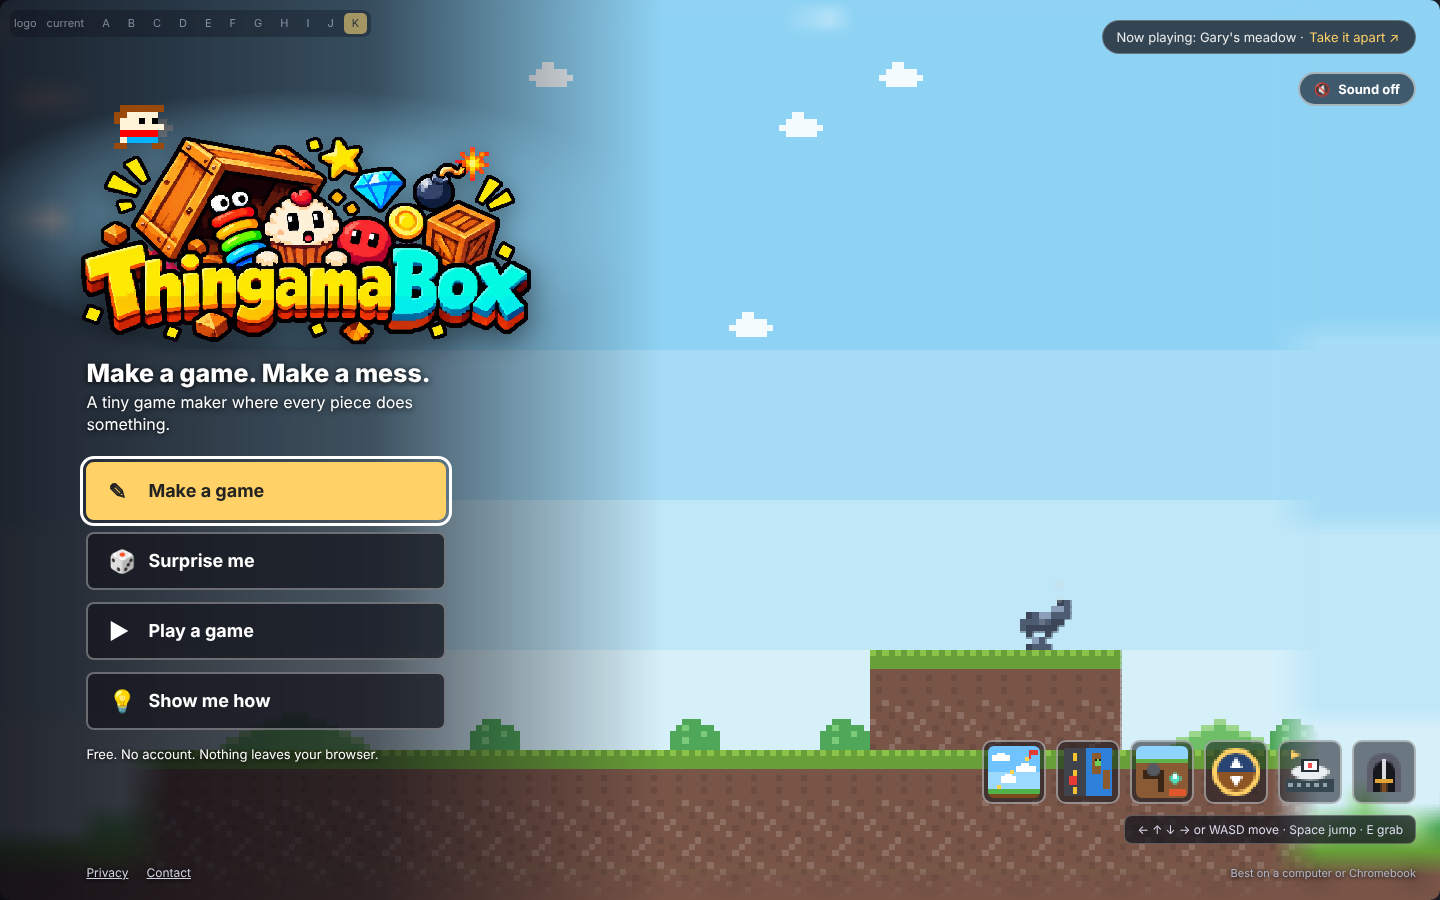 logo current A B C D E F G H I J K
Now playing: Gary's meadow · Take it apart ↗
Sound off
ThingamaBox
Make a game. Make a mess.
A tiny game maker where every piece does
something.
Make a game
Surprise me
Play a game
Show me how
Free. No account. Nothing leaves your browser.
← ↑ ↓ → or WASD move · Space jump · E grab
Privacy Contact
Best on a computer or Chromebook